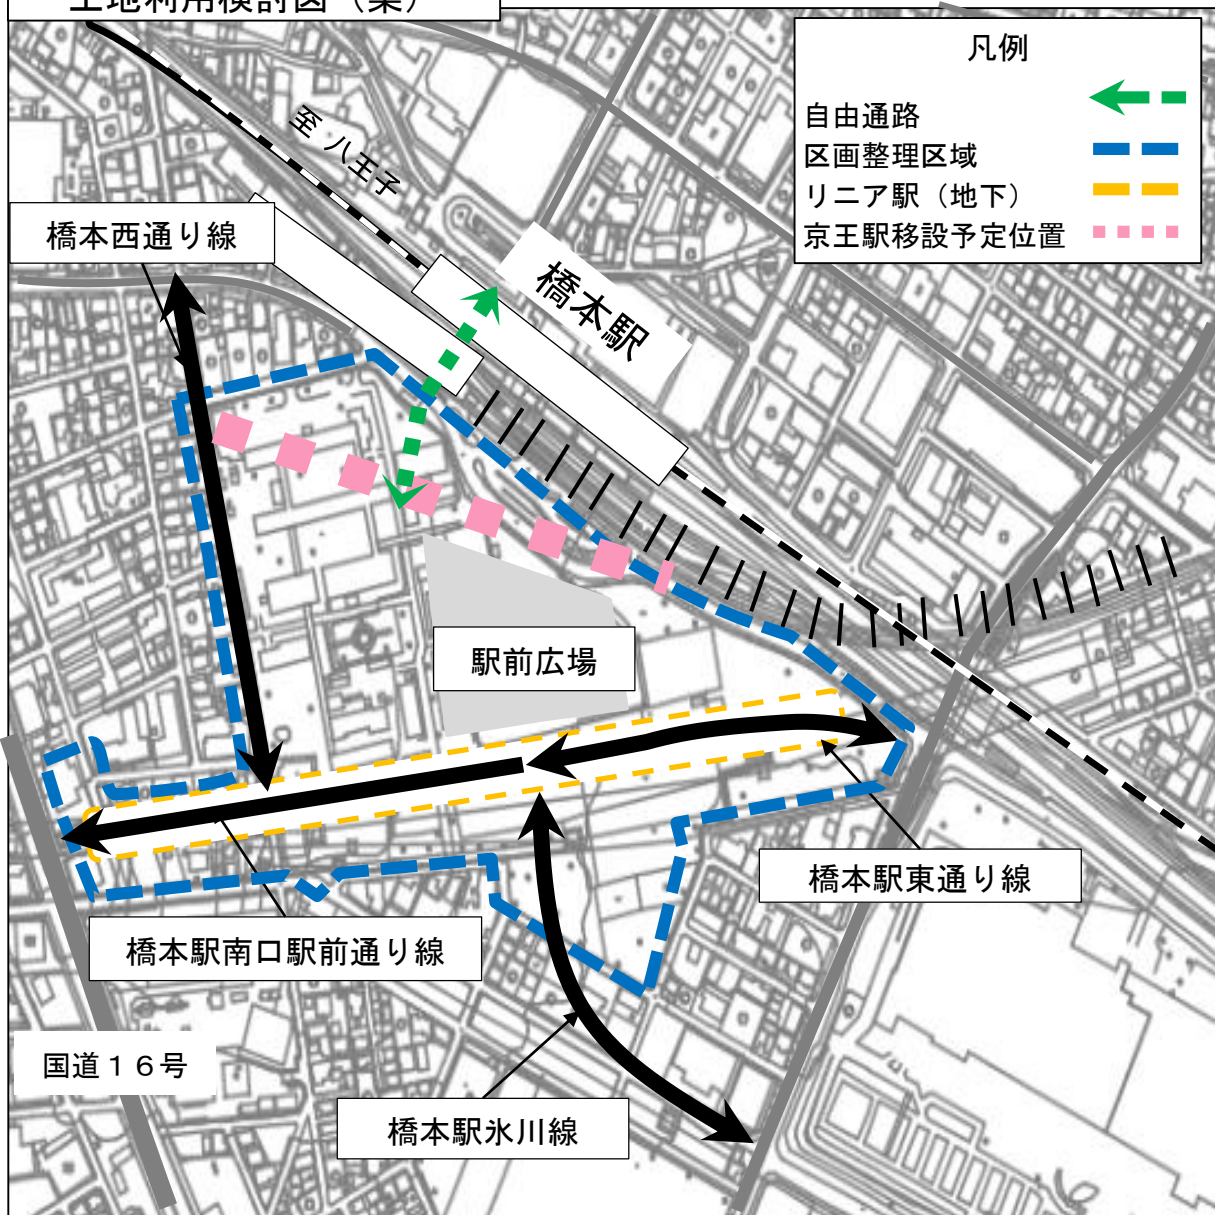 土地利用検討図（案）
凡例
自由通路
区画整理区域
リニア駅（地下）
京王駅移設予定位置
至 八王子
橋本西通り線
橋本駅
駅前広場
橋本駅東通り線
橋本駅南口駅前通り線
国道１６号
橋本駅氷川線